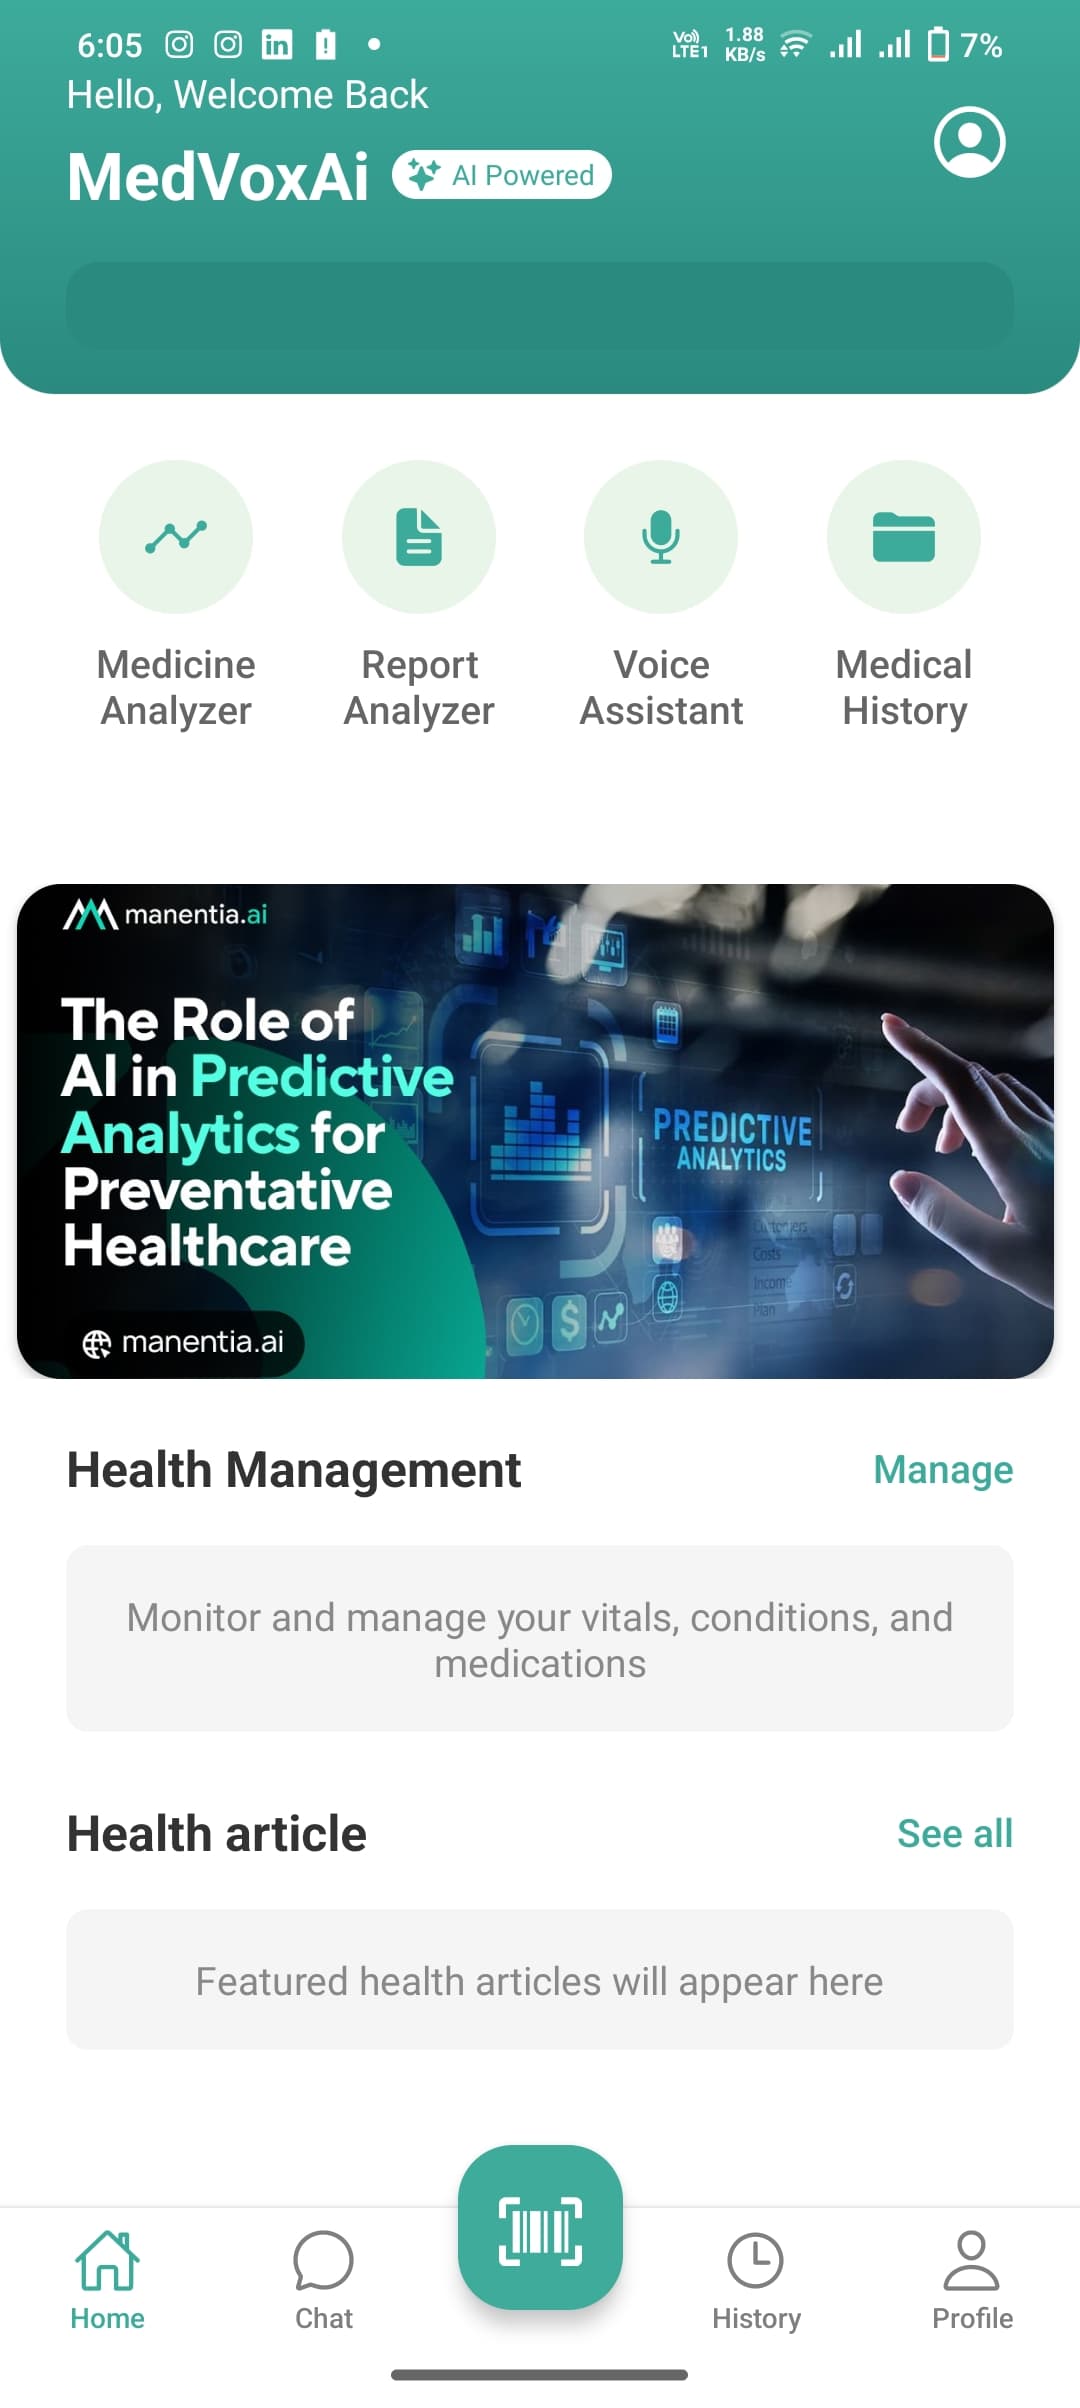 6:05
Vo)) LTE1 1.88 KB/s 7%
Hello, Welcome Back
MedVoxAi AI Powered
Medicine Analyzer
Report Analyzer
Voice Assistant
Medical History
manentia.ai
The Role of
AI in Predictive
Analytics for
Preventative
Healthcare
PREDICTIVE
ANALYTICS
Customers
Costs
Income
Plan
manentia.ai
Health Management Manage
Monitor and manage your vitals, conditions, and
medications
Health article See all
Featured health articles will appear here
Home Chat History Profile